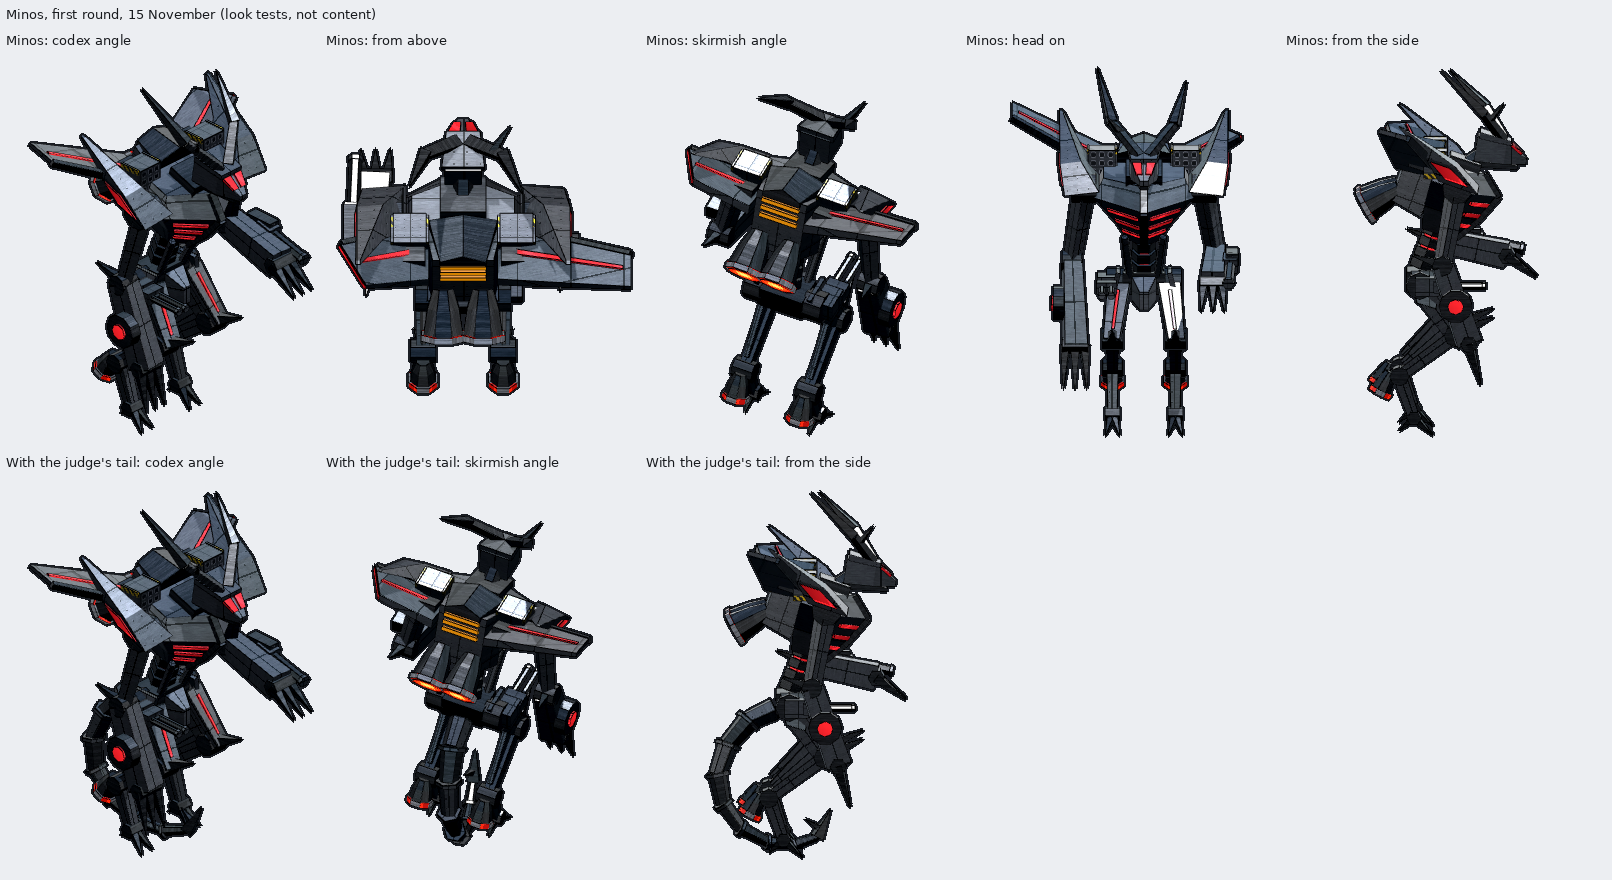 Minos, first round, 15 November (look tests, not content)
Minos: codex angle
Minos: from above
Minos: skirmish angle
Minos: head on
Minos: from the side
With the judge's tail: codex angle
With the judge's tail: skirmish angle
With the judge's tail: from the side